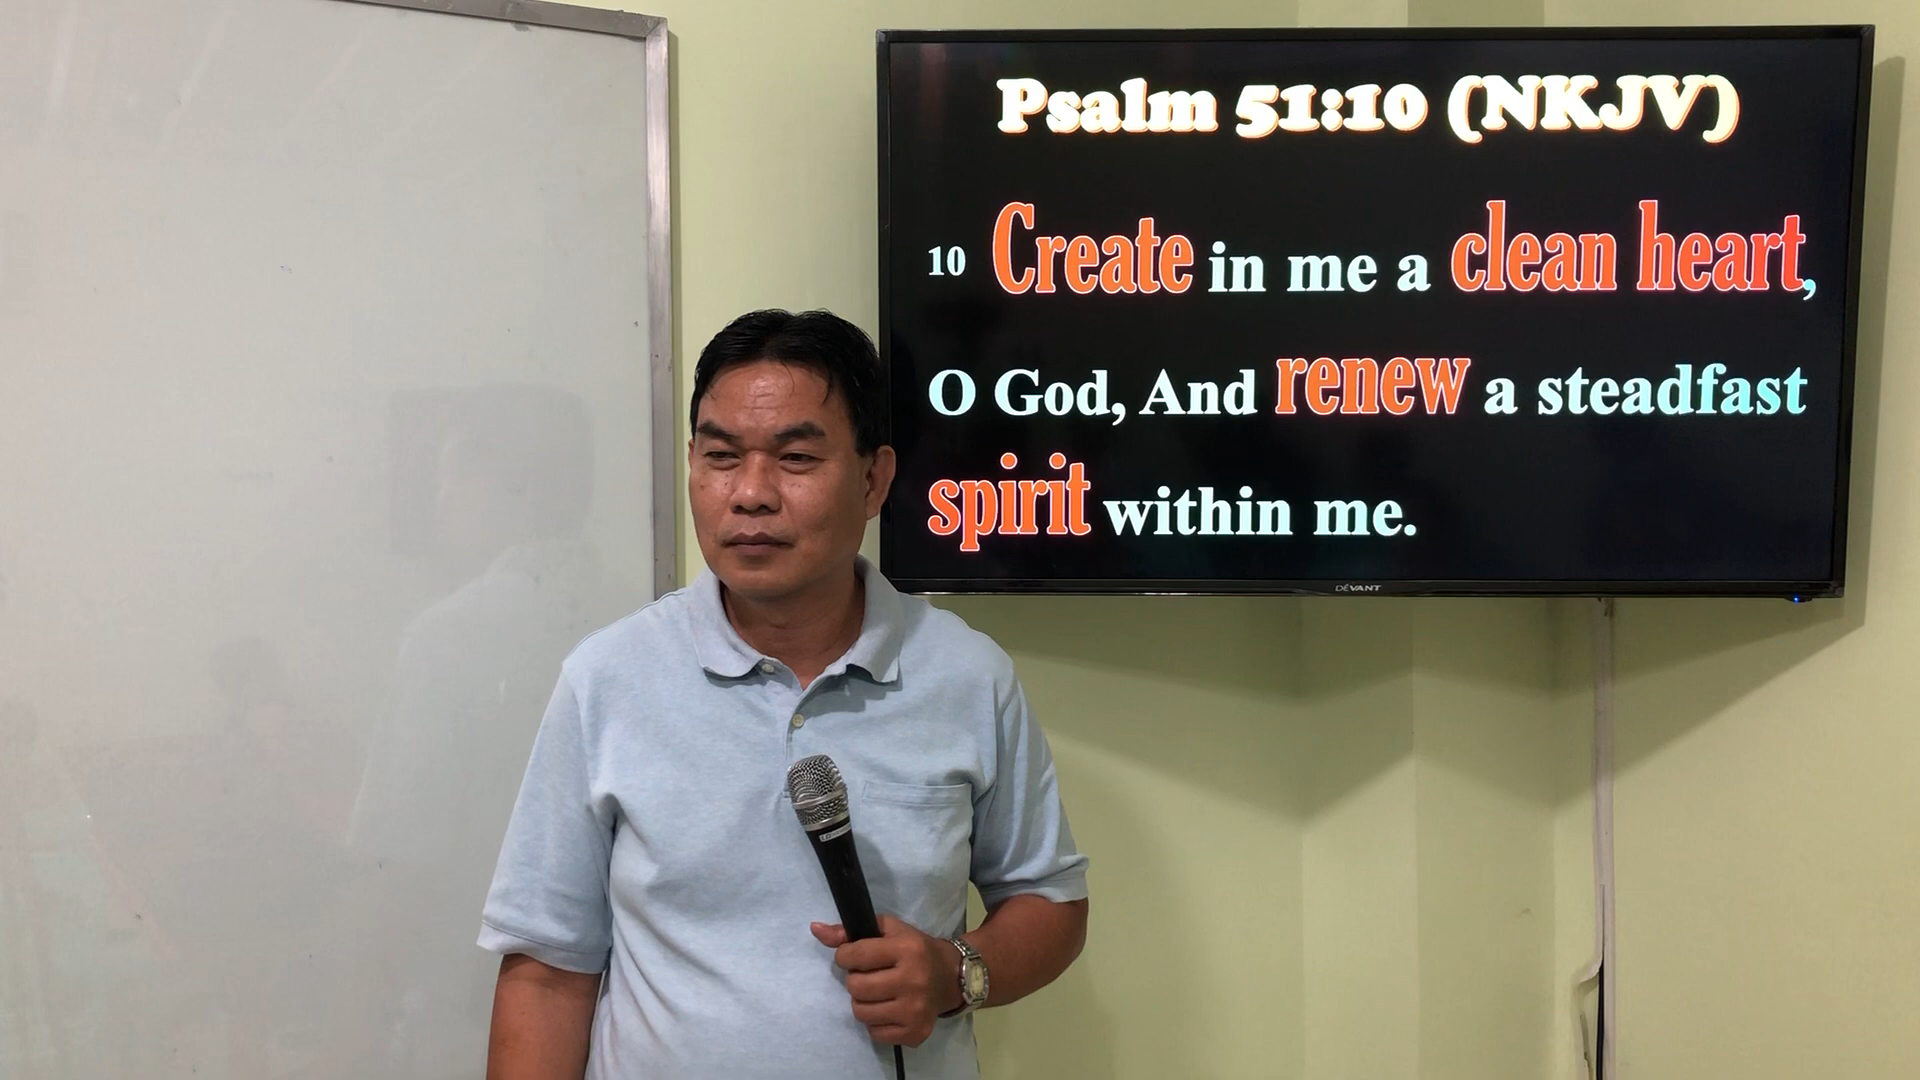 Psalm 51:10 (NKJV)
10 Create in me a clean heart,
O God, And renew a steadfast
spirit within me.
DEVANT